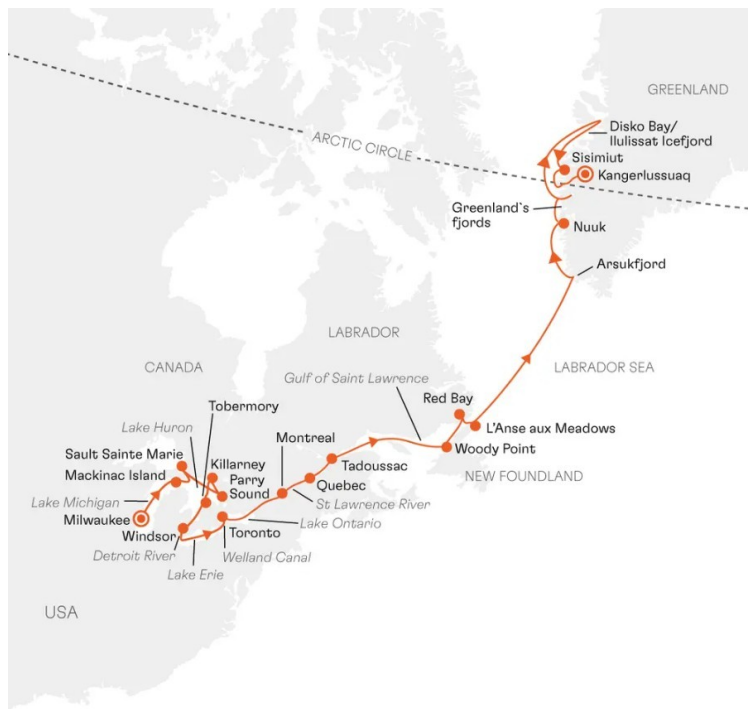 GREENLAND
Disko Bay/
Ilulissat Icefjord
ARCTIC CIRCLE
Sisimiut
Kangerlussuaq
Greenland`s
fjords
Nuuk
Arsukfjord
LABRADOR
LABRADOR SEA
CANADA
Gulf of Saint Lawrence
Tobermory
Red Bay
Lake Huron
L'Anse aux Meadows
Montreal
Sault Sainte Marie
Killarney
Woody Point
Mackinac Island
Parry
Sound
Tadoussac
NEW FOUNDLAND
Quebec
Lake Michigan
St Lawrence River
Milwaukee
Lake Ontario
Windsor
Toronto
Detroit River
Welland Canal
Lake Erie
USA